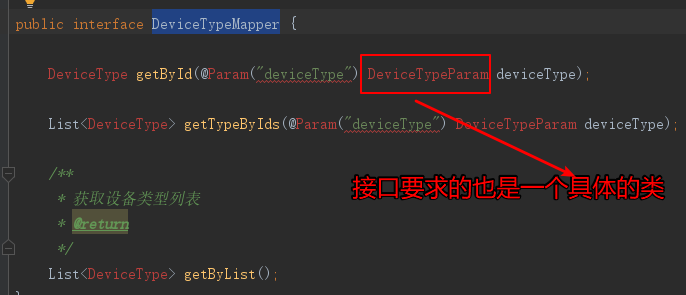 public interface DeviceTypeMapper {
DeviceType getById(@Param("deviceType") DeviceTypeParam deviceType);
List<DeviceType> getTypeByIds(@Param("deviceType") DeviceTypeParam deviceType);
/**
接口要求的也是一个具体的类
* 获取设备类型列表
* @return
*/
List<DeviceType> getByList();
}